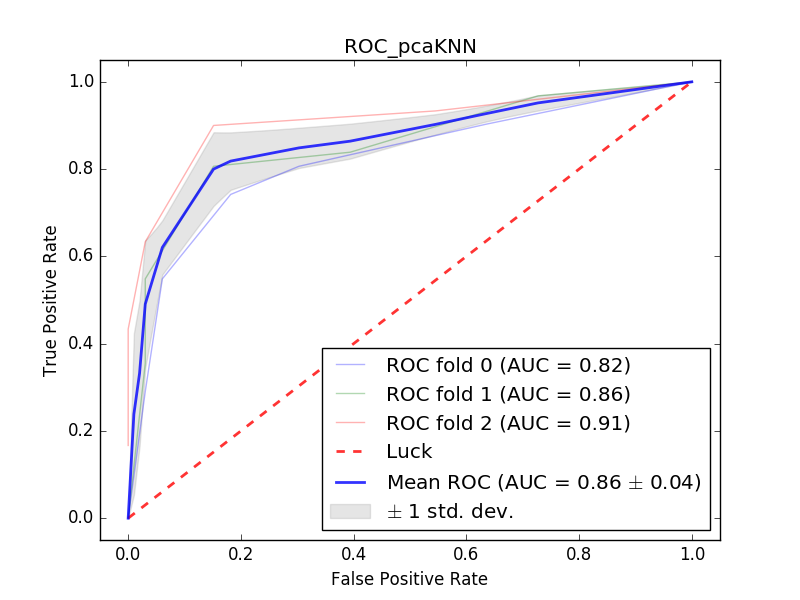 ROC_pcaKNN
1.0
0.8
0.6
0.4
0.2
0.0
True Positive Rate
ROC fold 0 (AUC = 0.82)
ROC fold 1 (AUC = 0.86)
ROC fold 2 (AUC = 0.91)
Luck
Mean ROC (AUC = 0.86 ± 0.04)
± 1 std. dev.
0.0 0.2 0.4 0.6 0.8 1.0
False Positive Rate